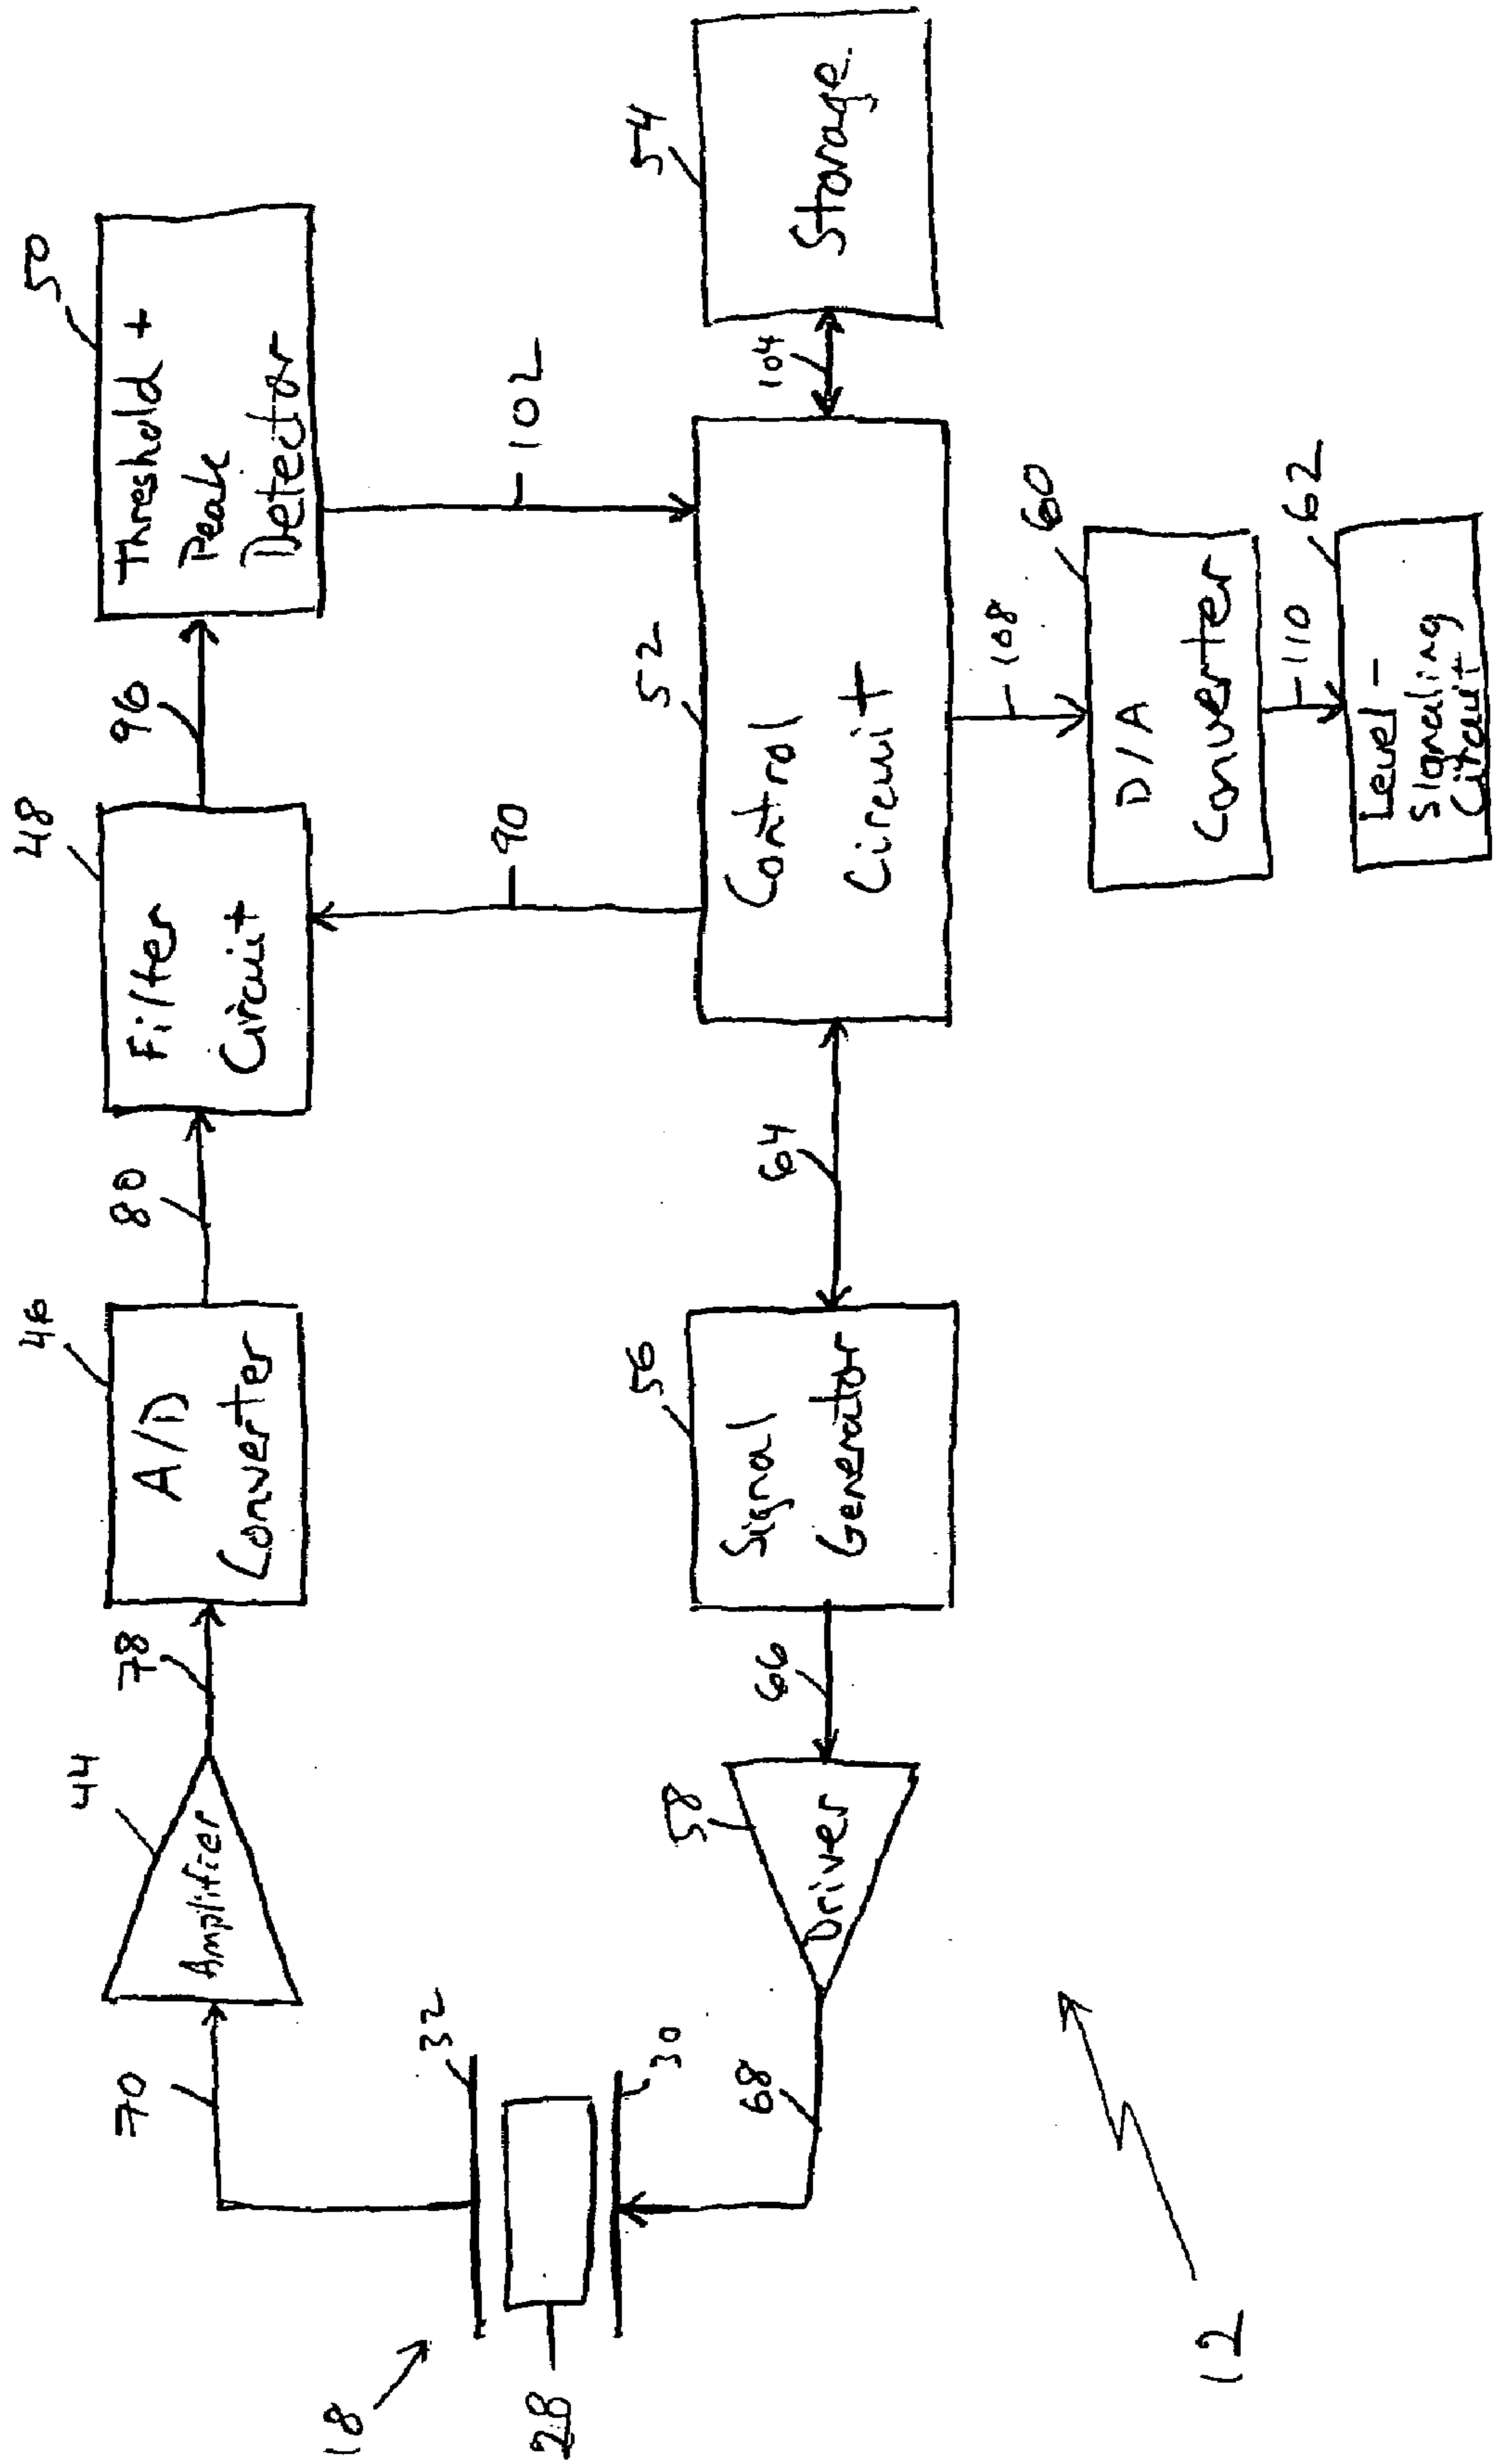 50
Threshold +
Peak
Detector
96
48
Filter
Circuit
80
46
A/D
Converter
78
44
Amplifier
70
102
90
54
Storage
104
52
Control
Circuit
64
56
Signal
Generator
66
58
Driver
68
32
30
28
18
108
60
D/A
Converter
110
62
Level-
Signaling
Circuit
12